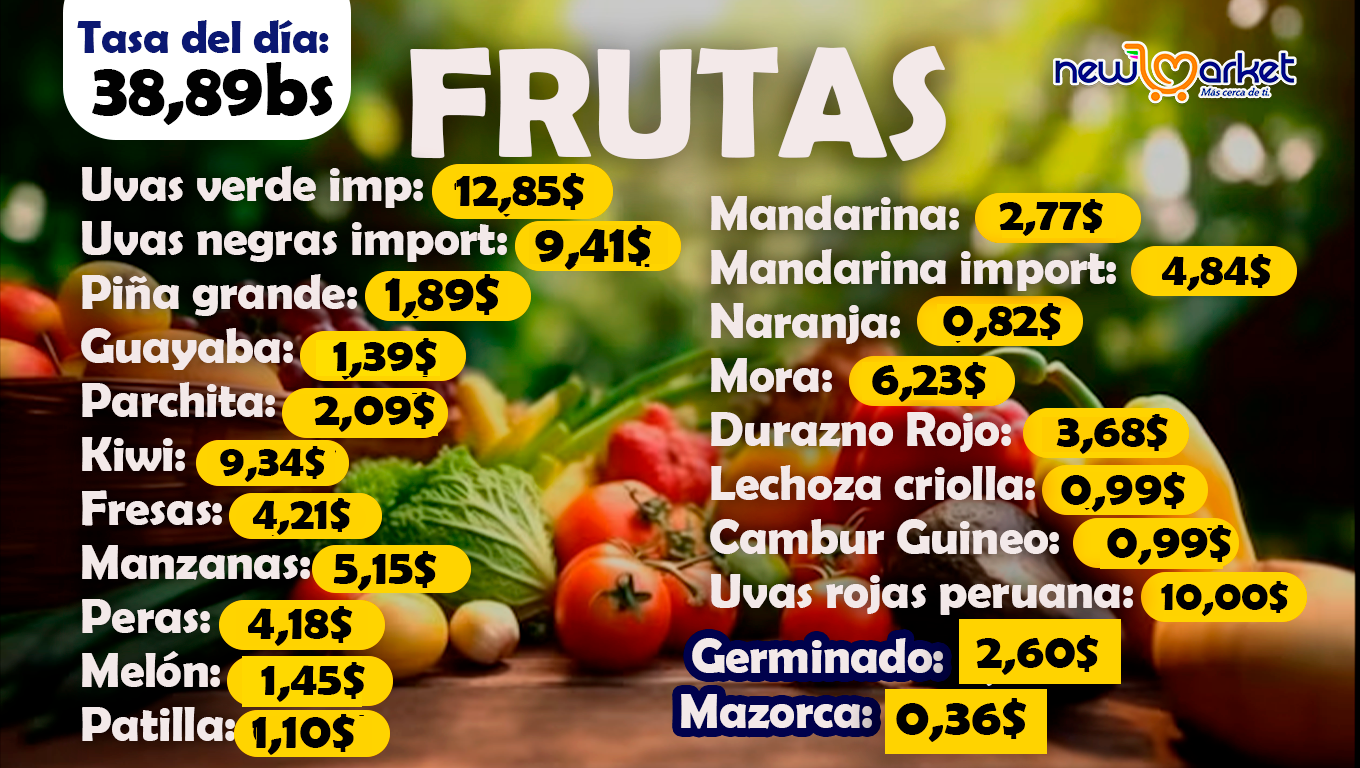 Tasa del día:
38,89bs
FRUTAS
newmarket
Más cerca de ti.
Uvas verde imp: 12,85$
Uvas negras import: 9,41$
Piña grande: 1,89$
Guayaba: 1,39$
Parchita: 2,09$
Kiwi: 9,34$
Fresas: 4,21$
Manzanas: 5,15$
Peras: 4,18$
Melón: 1,45$
Patilla: 1,10$
Mandarina: 2,77$
Mandarina import: 4,84$
Naranja: 0,82$
Mora: 6,23$
Durazno Rojo: 3,68$
Lechoza criolla: 0,99$
Cambur Guineo: 0,99$
Uvas rojas peruana: 10,00$
Germinado: 2,60$
Mazorca: 0,36$